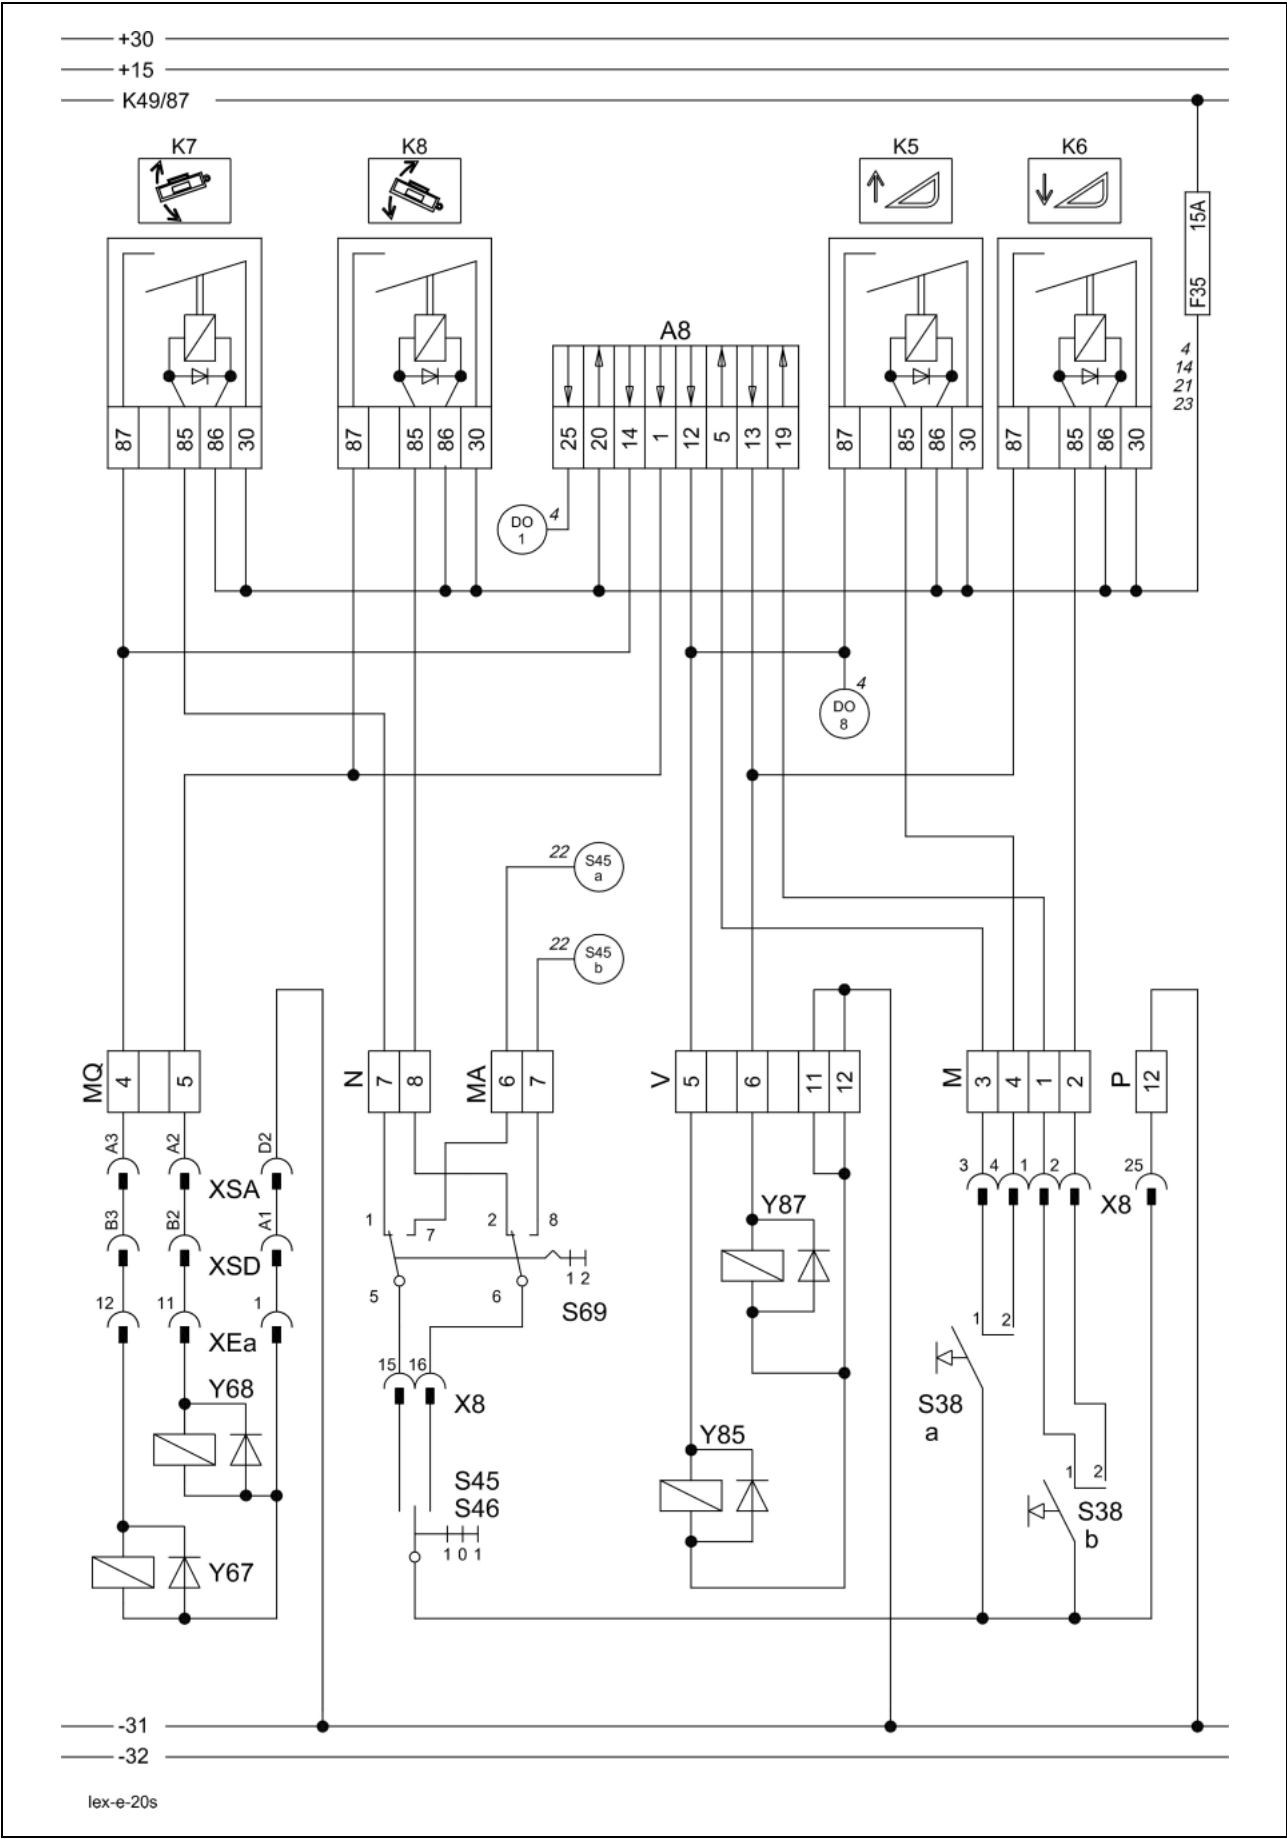 +30
+15
K49/87
K7 K8 K5 K6
15A
F35
A8
4
14
21
23
87 85 86 30
87 85 86 30
25 20 14 1 12 5 13 19
87 85 86 30
87 85 86 30
DO 4
1
4
DO
8
22 S45
a
22 S45
b
MQ 4 5
N 7 8
MA 6 7
V 5 6 11 12
M 3 4 1 2
P 12
A3 A2 D2
XSA
3 4 1 2 25
X8
B3 B2 A1
XSD
1 7 2 8
Y87
1 2
5 6
S69
12 11 1
XEa
1 2
15 16
X8
Y68
S38
a
Y85
S45
S46
1 0 1
1 2
S38
b
Y67
-31
-32
lex-e-20s